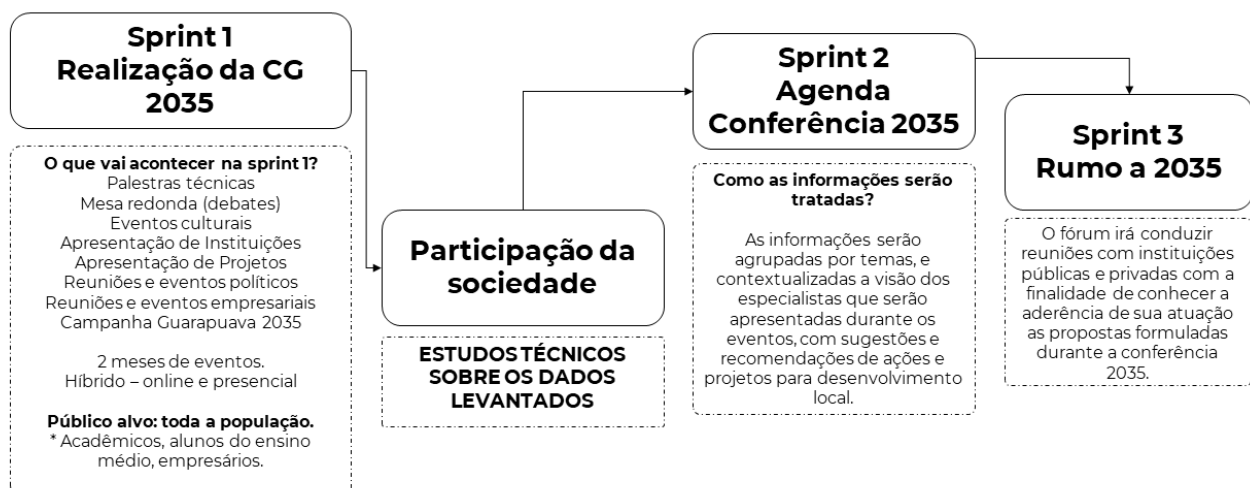 Sprint 1
Realização da CG
2035
O que vai acontecer na sprint 1?
Palestras técnicas
Mesa redonda (debates)
Eventos culturais
Apresentação de Instituições
Apresentação de Projetos
Reuniões e eventos políticos
Reuniões e eventos empresariais
Campanha Guarapuava 2035
2 meses de eventos.
Híbrido – online e presencial
Público alvo: toda a população.
* Acadêmicos, alunos do ensino
médio, empresários.
Participação da
sociedade
ESTUDOS TÉCNICOS
SOBRE OS DADOS
LEVANTADOS
Sprint 2
Agenda
Conferência 2035
Como as informações serão
tratadas?
As informações serão
agrupadas por temas, e
contextualizadas a visão dos
especialistas que serão
apresentadas durante os
eventos, com sugestões e
recomendações de ações e
projetos para desenvolvimento
local.
Sprint 3
Rumo a 2035
O fórum irá conduzir
reuniões com instituições
públicas e privadas com a
finalidade de conhecer a
aderência de sua atuação
as propostas formuladas
durante a conferência
2035.